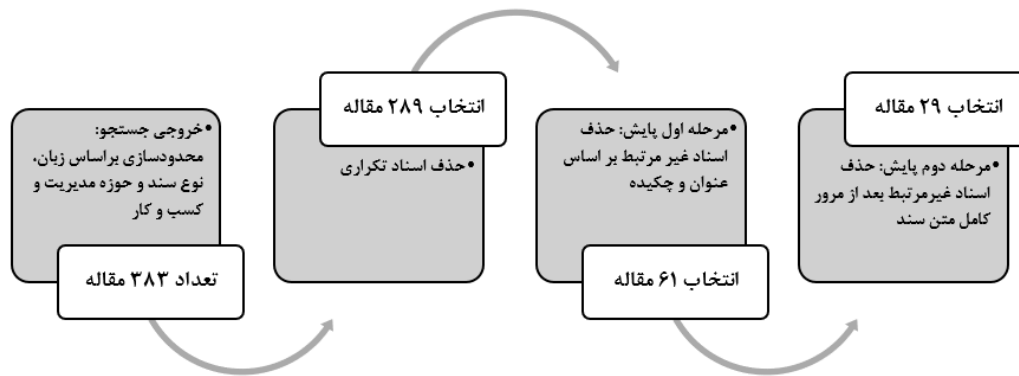 •خروجی جستجو:
محدودسازی براساس زبان،
نوع سند و حوزه مدیریت و
کسب و کار
تعداد ۳۸۳ مقاله
انتخاب ۲۸۹ مقاله
•حذف اسناد تکراری
•مرحله اول پایش: حذف
اسناد غیر مرتبط بر اساس
عنوان و چکیده
انتخاب ۶۱ مقاله
انتخاب ۲۹ مقاله
•مرحله دوم پایش: حذف
اسناد غیرمرتبط بعد از مرور
کامل متن سند